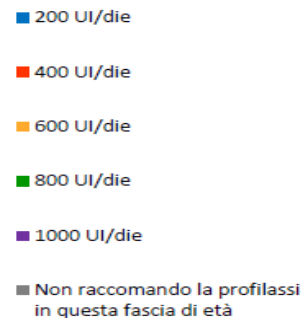 200 UI/die
400 UI/die
600 UI/die
800 UI/die
1000 UI/die
Non raccomando la profilassi
in questa fascia di età